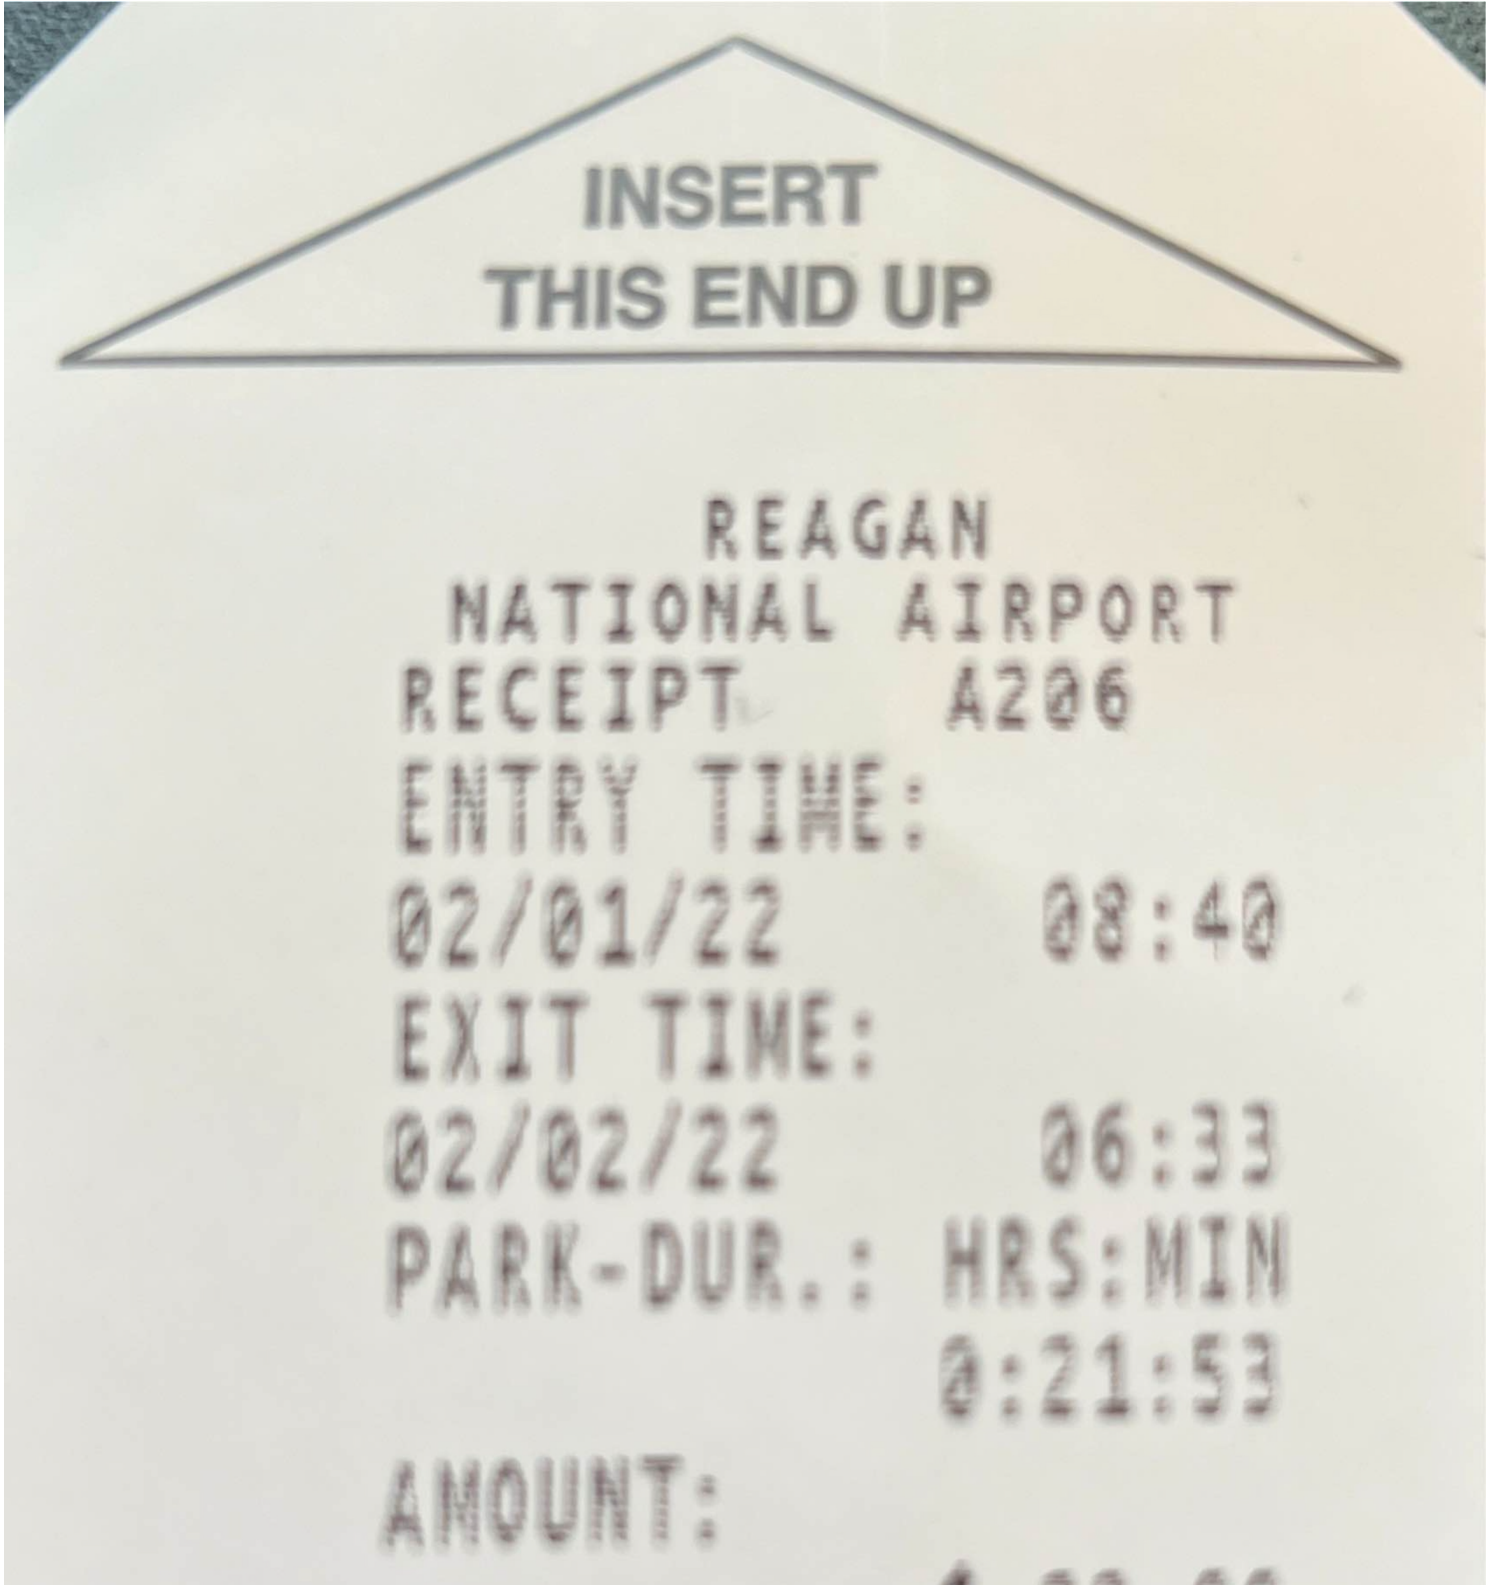 INSERT
THIS END UP
REAGAN
NATIONAL AIRPORT
RECEIPT A206
ENTRY TIME:
02/01/22 08:40
EXIT TIME:
02/02/22 06:33
PARK-DUR.: HRS:MIN
0:21:53
AMOUNT: